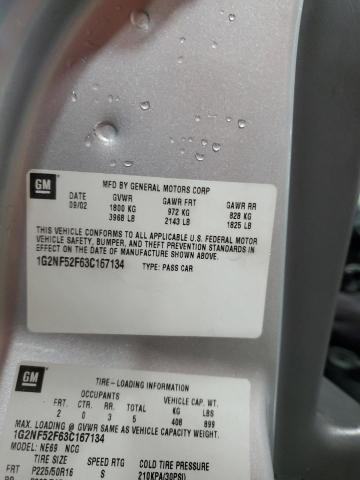 GM
MFD BY GENERAL MOTORS CORP
DATE GVWR GAWR FRT GAWR RR
09/02 1800 KG 972 KG 828 KG
3968 LB 2143 LB 1825 LB
THIS VEHICLE CONFORMS TO ALL APPLICABLE U.S. FEDERAL MOTOR
VEHICLE SAFETY, BUMPER, AND THEFT PREVENTION STANDARDS IN
EFFECT ON THE DATE OF MANUFACTURE SHOWN ABOVE.
1G2NF52F63C167134 TYPE: PASS CAR
GM
TIRE-LOADING INFORMATION
OCCUPANTS VEHICLE CAP. WT.
FRT CTR RR TOTAL KG LBS
2 0 3 5 408 899
MAX. LOADING @ GVWR SAME AS VEHICLE CAPACITY WEIGHT.
1G2NF52F63C167134
MODEL: NE69 NCG
TIRE SIZE SPEED RTG COLD TIRE PRESSURE
FRT P225/50R16 S 210KPA(30PSI)